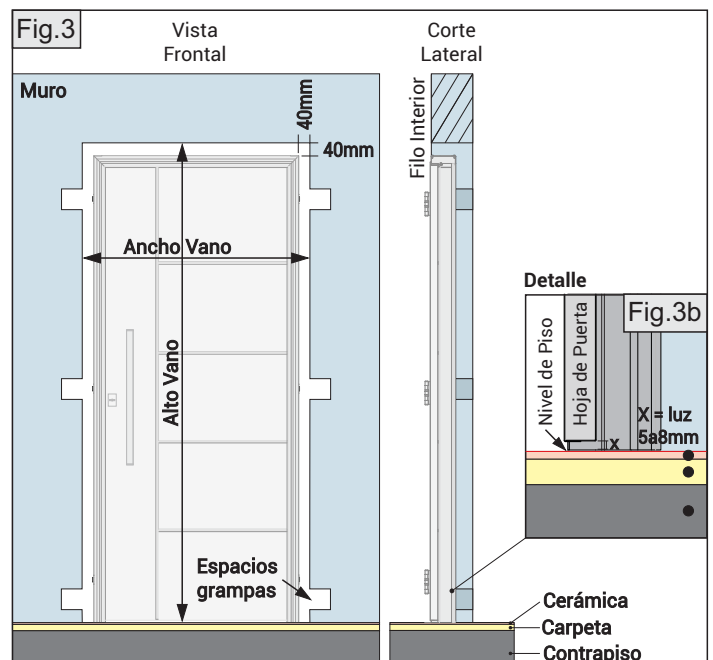 Fig.3
Vista
Frontal
Corte
Lateral
Muro
40mm
40mm
Filo Interior
Ancho Vano
Alto Vano
Espacios
grampas
Detalle
Fig.3b
Nivel de Piso
Hoja de Puerta
X = luz
5a8mm
x
Cerámica
Carpeta
Contrapiso